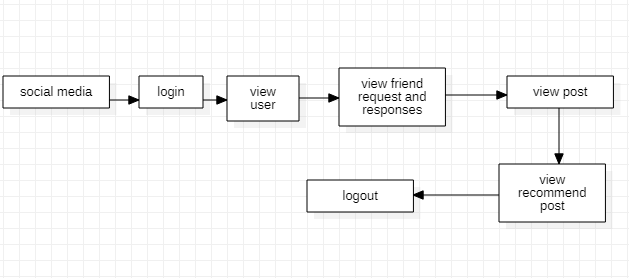 social media
login
view
user
view friend
request and
responses
view post
view
recommend
post
logout